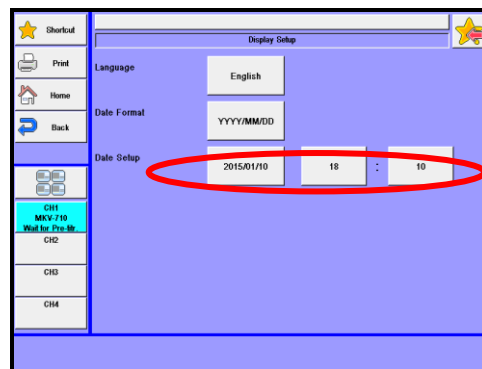 Shortcut
Display Setup
Print
Language
English
Home
Date Format
YYYY/MM/DD
Back
Date Setup
2015/01/10
18
:
10
CH1
MKV-710
Wait for Pre-titr.
CH2
CH3
CH4